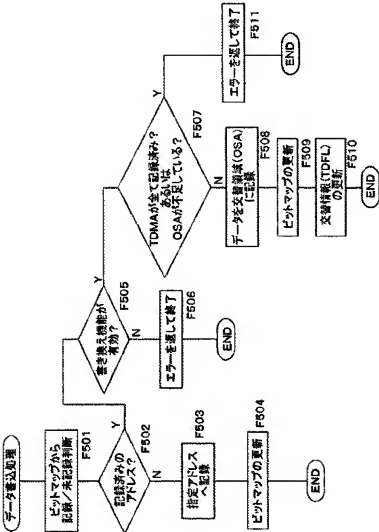 データ書込処理
ビットマップから
記録/未記録判断
F501
記録済みの
アドレス?
F502
Y
N
指定アドレス
へ記録
F503
ビットマップの更新
F504
END
書き換え機能が
有効?
F505
Y
N
エラーを返して終了
F506
END
TDMAが全て記録済み?
あるいは
OSAが不足している?
F507
Y
N
データを交替領域(OSA)
に記録
F508
ビットマップの更新
F509
交替情報(TDFL)
の更新
F510
END
エラーを返して終了
F511
END